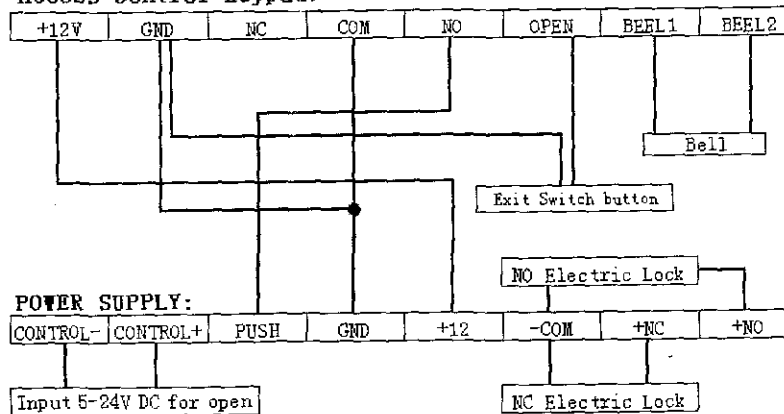 +12V GND NC COM NO OPEN BEEL1 BEEL2
Bell
Exit Switch button
NO Electric Lock
POWER SUPPLY:
CONTROL- CONTROL+ PUSH GND +12 -COM +NC +NO
Input 5-24V DC for open
NC Electric Lock